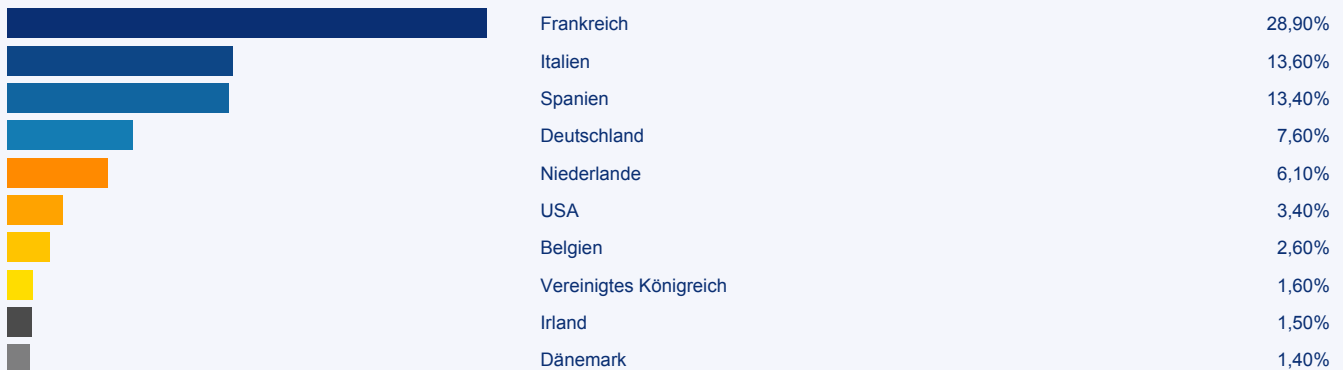 Frankreich 28,90%
Italien 13,60%
Spanien 13,40%
Deutschland 7,60%
Niederlande 6,10%
USA 3,40%
Belgien 2,60%
Vereinigtes Königreich 1,60%
Irland 1,50%
Dänemark 1,40%